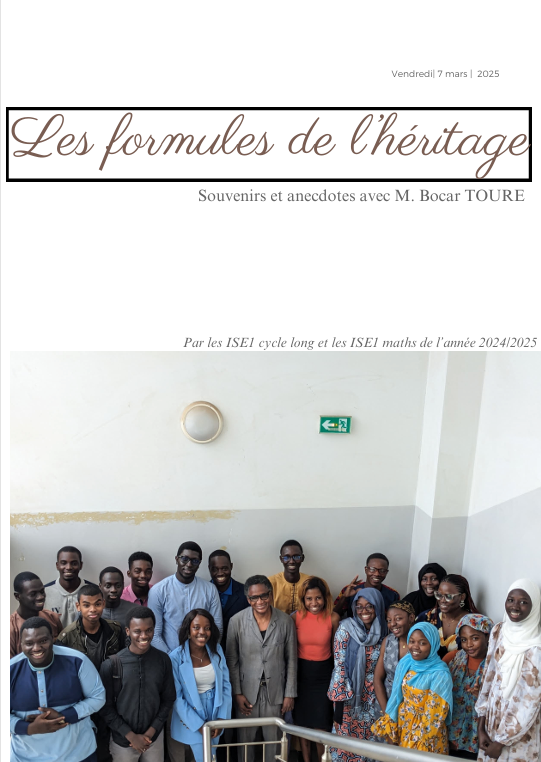 Vendredi| 7 mars | 2025
Les formules de l'héritage
Souvenirs et anecdotes avec M. Bocar TOURE
Par les ISE1 cycle long et les ISE1 maths de l'année 2024/2025